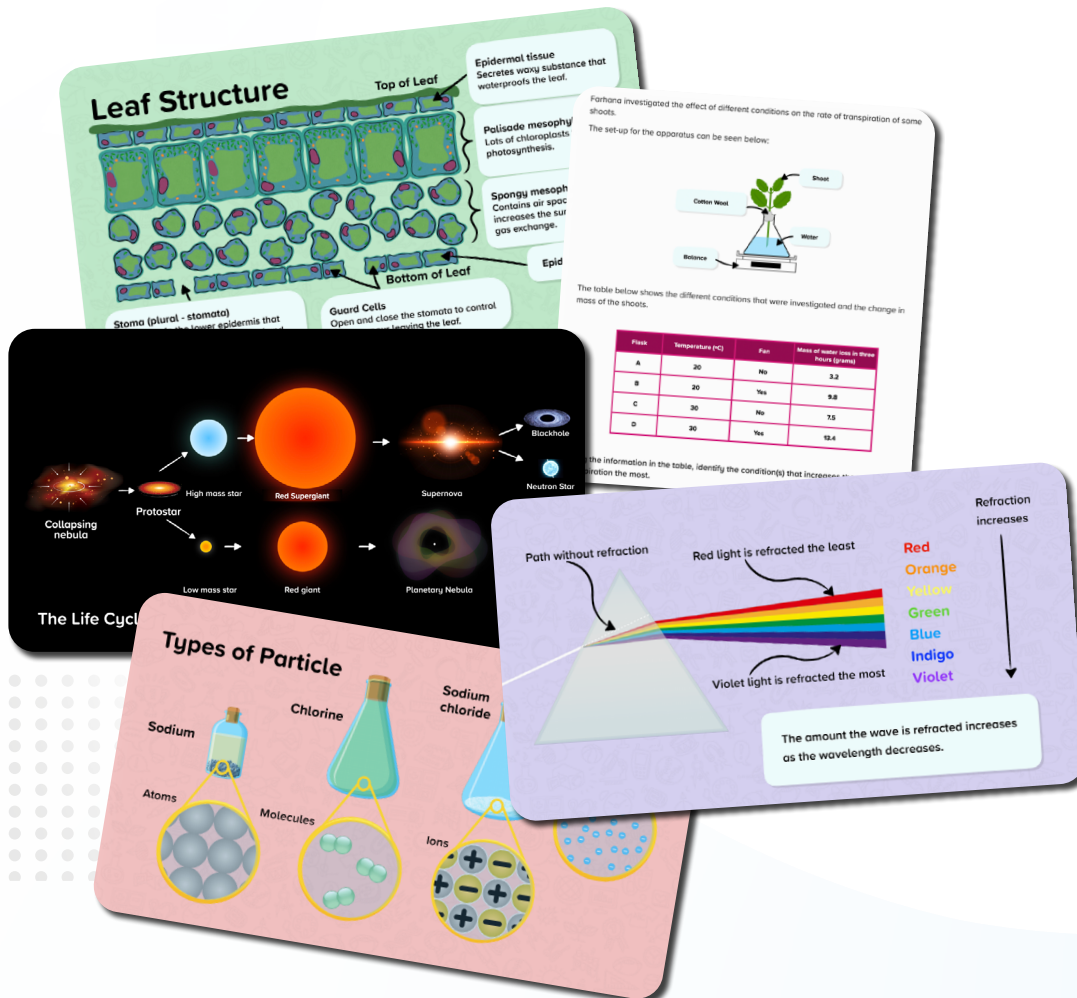 Leaf Structure
Top of Leaf
Epidermal tissue
Secretes waxy substance that
waterproofs the leaf.
Palisade
Lots of chloroplasts
photosynthesis.
Spongy
Contains air
increases the
gas exchange.
Bottom of Leaf
Stoma (plural - stomata)
lower epidermis that
Guard Cells
Open and close the stomata to control
leaving the leaf.
Farhana investigated the effect of different conditions on the rate of transpiration of some
shoots.
The set-up for the apparatus can be seen below:
Shoot
Cotton Wool
Water
Balance
The table below shows the different conditions that were investigated and the change in
mass of the shoots.
Flask Temperature (°C) Fan Mass of water loss in three
hours (grams)
A 20 No 3.2
B 20 Yes 9.8
C 30 No 7.5
D 30 Yes 13.4
the information in the table, identify the condition(s) that increases
the most.
Collapsing
nebula
Protostar
High mass star
Red Supergiant
Supernova
Blackhole
Neutron Star
Low mass star
Red giant
Planetary Nebula
The Life
Refraction
increases
Path without refraction
Red light is refracted the least
Red
Orange
Yellow
Green
Blue
Indigo
Violet
Violet light is refracted the most
The amount the wave is refracted increases
as the wavelength decreases.
Types of Particle
Sodium
Chlorine
Sodium
chloride
Atoms
Molecules
Ions
+ −
+ − +
+ −